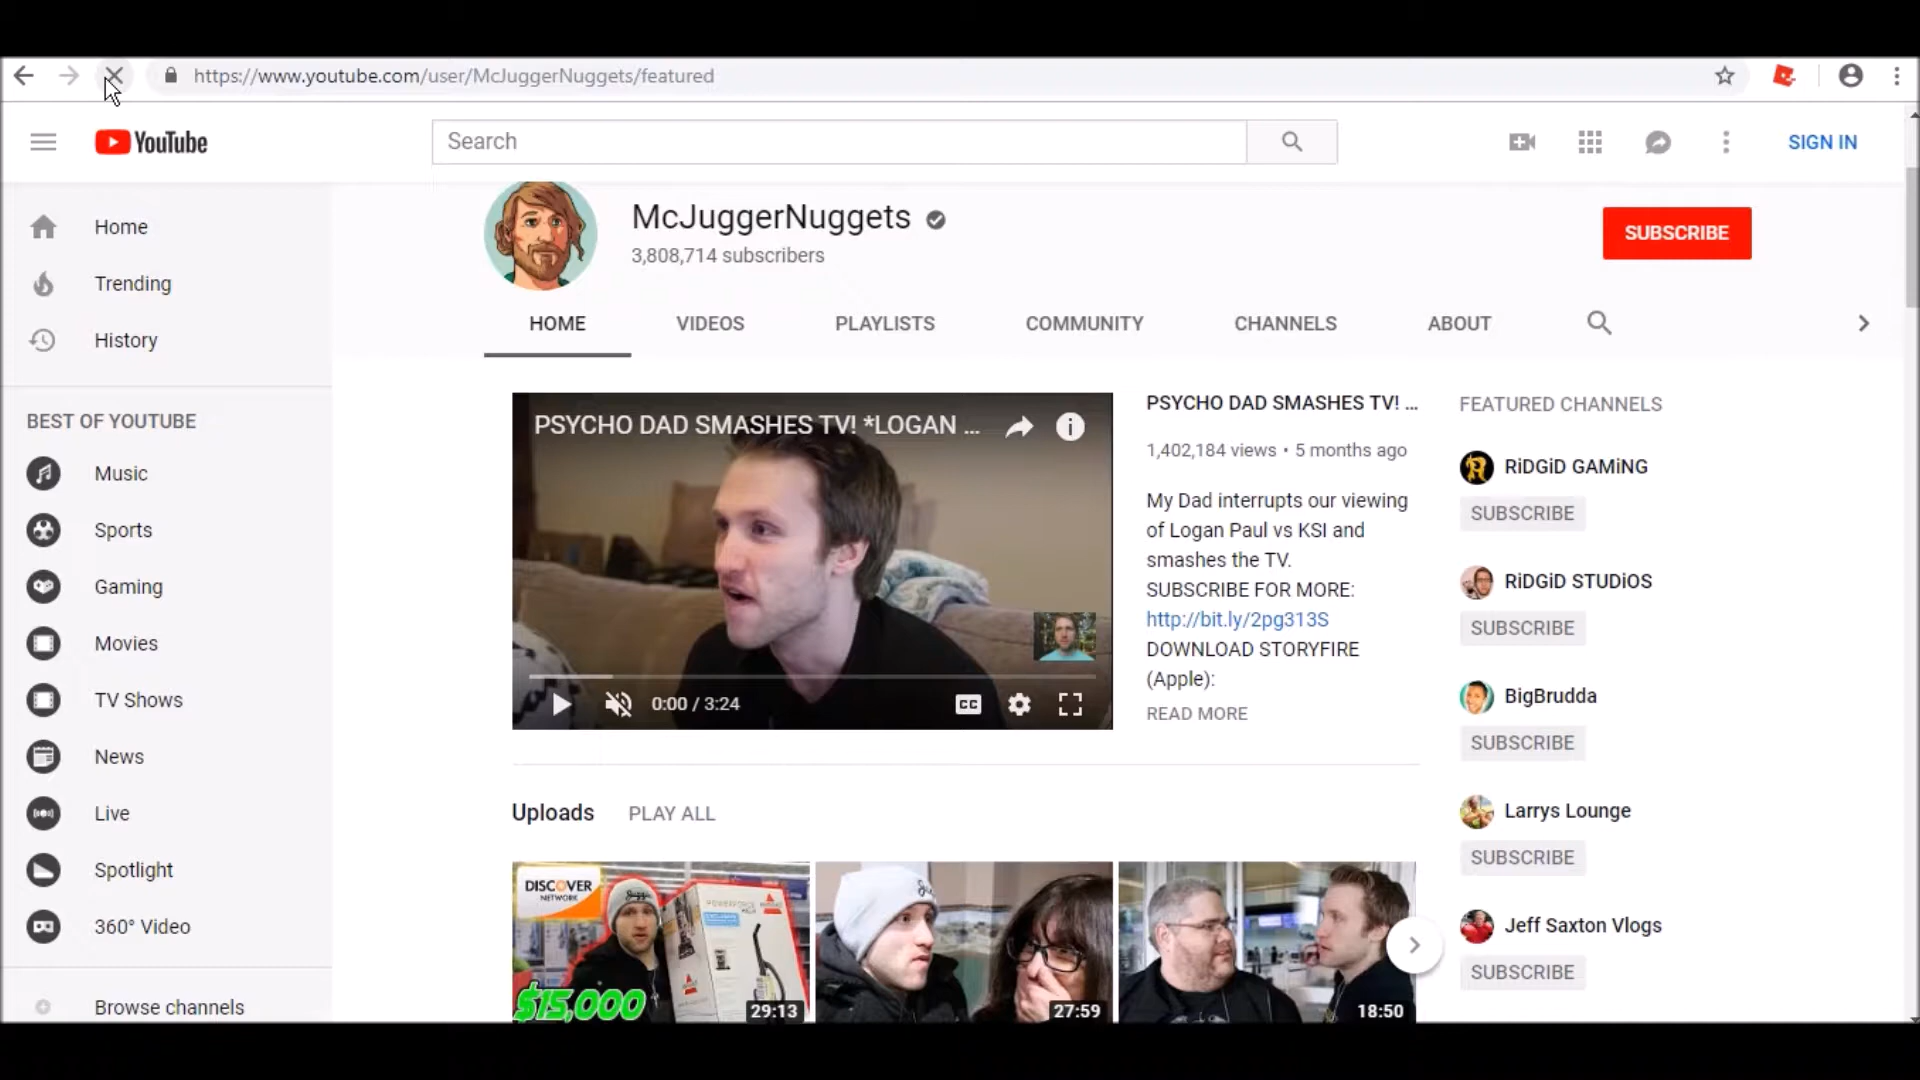 https://www.youtube.com/user/McJuggerNuggets/featured
YouTube
Search
SIGN IN
Home
Trending
History
BEST OF YOUTUBE
Music
Sports
Gaming
Movies
TV Shows
News
Live
Spotlight
360° Video
Browse channels
McJuggerNuggets
3,808,714 subscribers
SUBSCRIBE
HOME VIDEOS PLAYLISTS COMMUNITY CHANNELS ABOUT
PSYCHO DAD SMASHES TV! *LOGAN ...
0:00 / 3:24
CC
PSYCHO DAD SMASHES TV! ...
1,402,184 views • 5 months ago
My Dad interrupts our viewing
of Logan Paul vs KSI and
smashes the TV.
SUBSCRIBE FOR MORE:
http://bit.ly/2pg313S
DOWNLOAD STORYFIRE
(Apple):
READ MORE
FEATURED CHANNELS
RiDGiD GAMiNG
SUBSCRIBE
RiDGiD STUDiOS
SUBSCRIBE
BigBrudda
SUBSCRIBE
Larrys Lounge
SUBSCRIBE
Jeff Saxton Vlogs
SUBSCRIBE
Uploads PLAY ALL
DISCOVER
NETWORK
POWERFORCE
BISSELL
$15,000
29:13
27:59
18:50